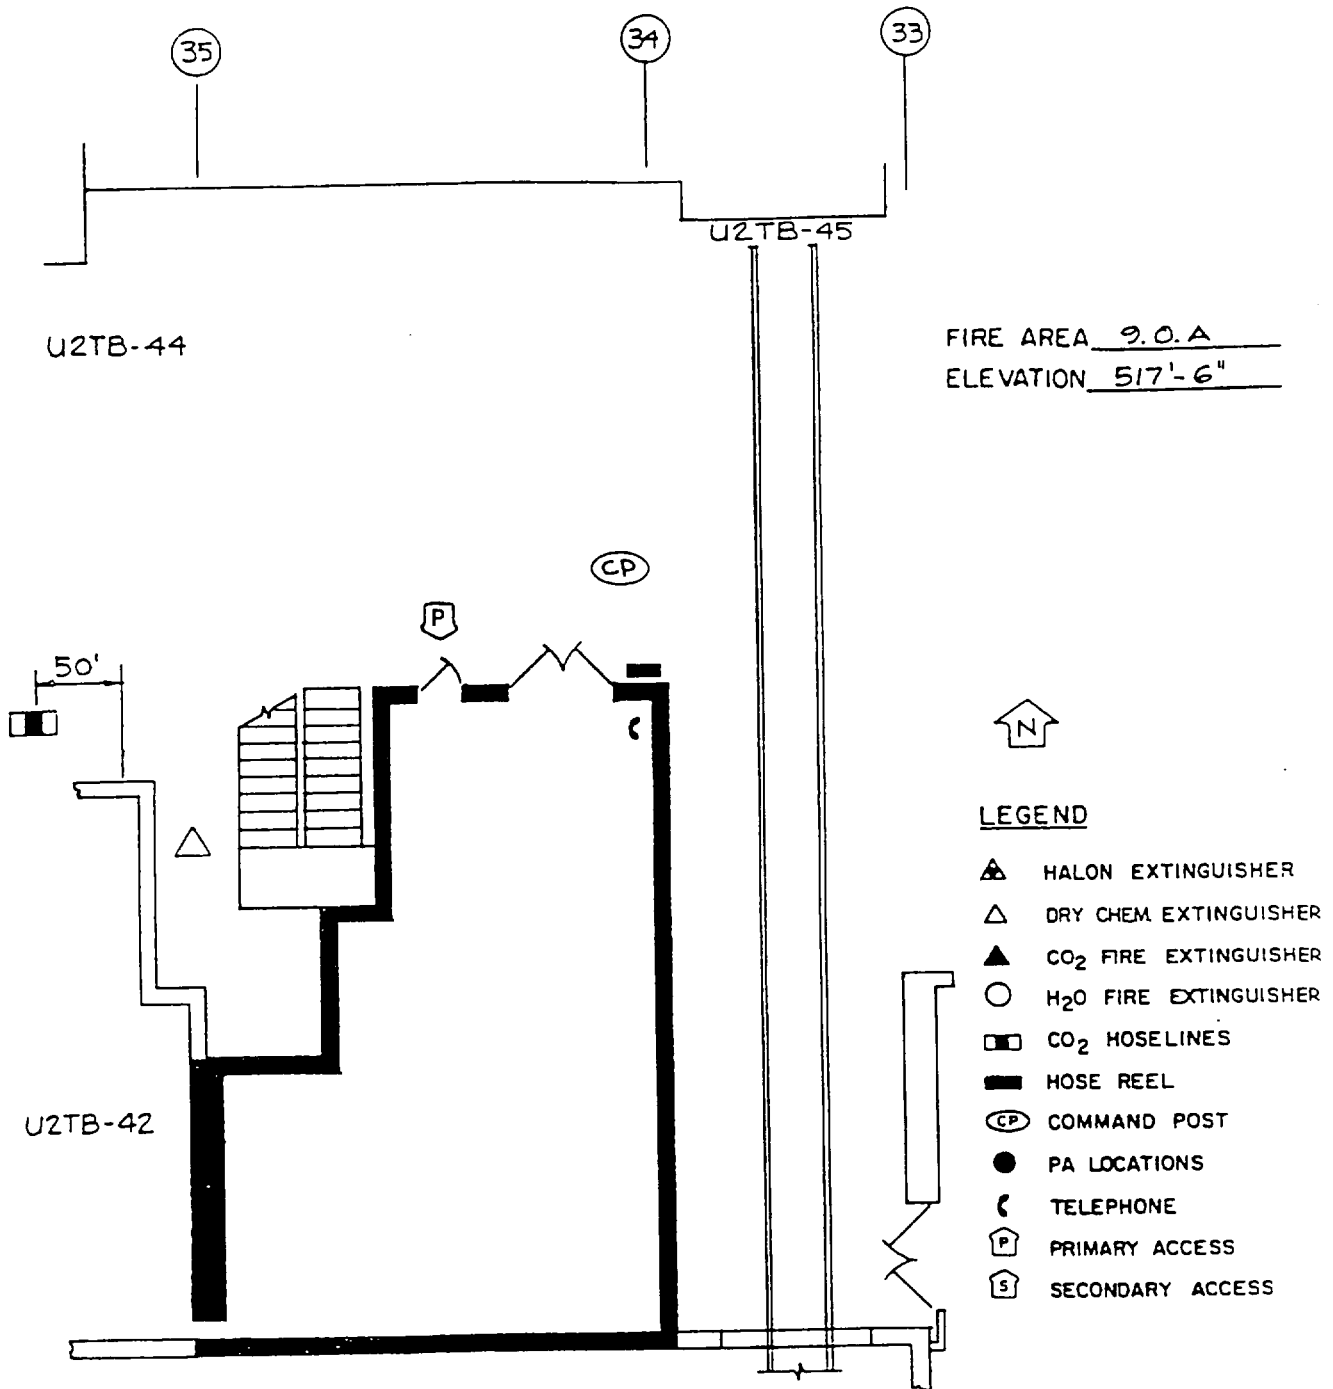 35
34
33
U2TB-45
U2TB-44
FIRE AREA 9.0.A
ELEVATION 517'-6"
CP
P
50'
N
LEGEND
HALON EXTINGUISHER
DRY CHEM. EXTINGUISHER
CO2 FIRE EXTINGUISHER
H2O FIRE EXTINGUISHER
CO2 HOSELINES
HOSE REEL
CP COMMAND POST
PA LOCATIONS
TELEPHONE
P PRIMARY ACCESS
S SECONDARY ACCESS
U2TB-42